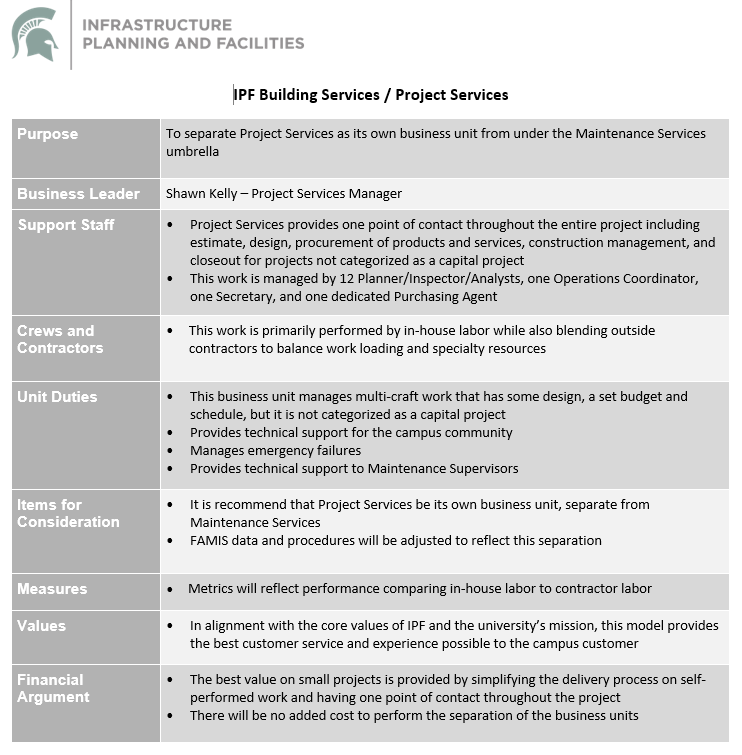 INFRASTRUCTURE
PLANNING AND FACILITIES
IPF Building Services / Project Services
Purpose
To separate Project Services as its own business unit from under the Maintenance Services
umbrella
Business Leader
Shawn Kelly – Project Services Manager
Support Staff
• Project Services provides one point of contact throughout the entire project including
estimate, design, procurement of products and services, construction management, and
closeout for projects not categorized as a capital project
• This work is managed by 12 Planner/Inspector/Analysts, one Operations Coordinator,
one Secretary, and one dedicated Purchasing Agent
Crews and
Contractors
• This work is primarily performed by in-house labor while also blending outside
contractors to balance work loading and specialty resources
Unit Duties
• This business unit manages multi-craft work that has some design, a set budget and
schedule, but it is not categorized as a capital project
• Provides technical support for the campus community
• Manages emergency failures
• Provides technical support to Maintenance Supervisors
Items for
Consideration
• It is recommend that Project Services be its own business unit, separate from
Maintenance Services
• FAMIS data and procedures will be adjusted to reflect this separation
Measures
• Metrics will reflect performance comparing in-house labor to contractor labor
Values
• In alignment with the core values of IPF and the university's mission, this model provides
the best customer service and experience possible to the campus customer
Financial
Argument
• The best value on small projects is provided by simplifying the delivery process on self-
performed work and having one point of contact throughout the project
• There will be no added cost to perform the separation of the business units